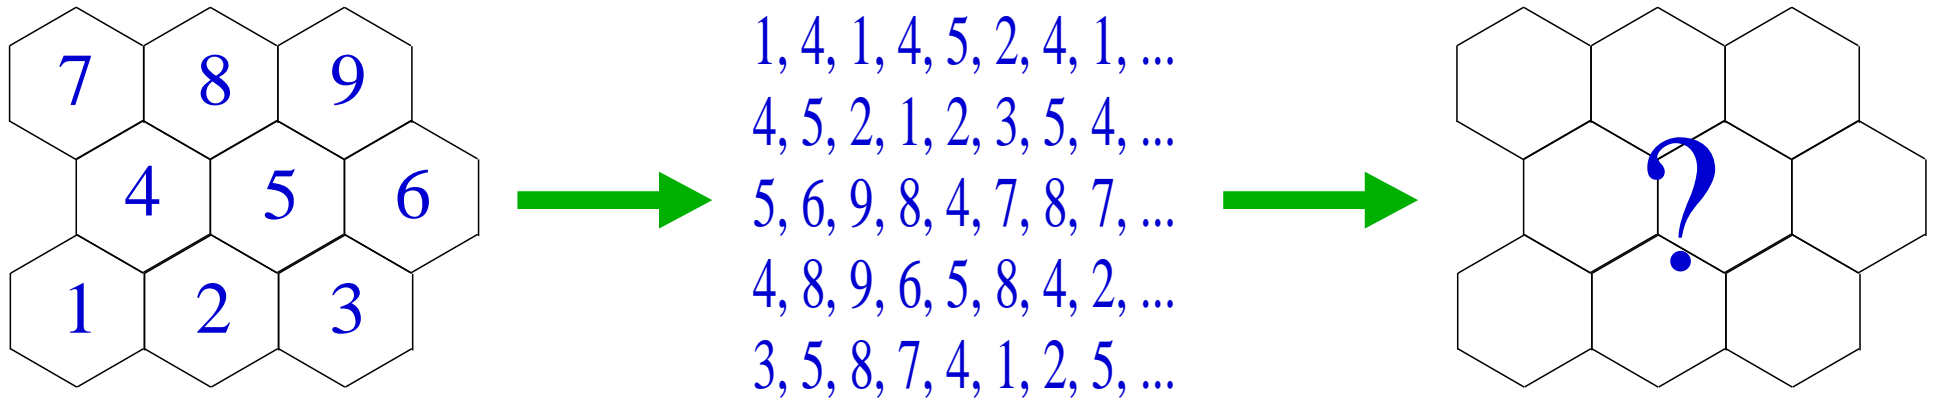 7 8 9
4 5 6
1 2 3
1, 4, 1, 4, 5, 2, 4, 1, ...
4, 5, 2, 1, 2, 3, 5, 4, ...
5, 6, 9, 8, 4, 7, 8, 7, ...
4, 8, 9, 6, 5, 8, 4, 2, ...
3, 5, 8, 7, 4, 1, 2, 5, ...
?